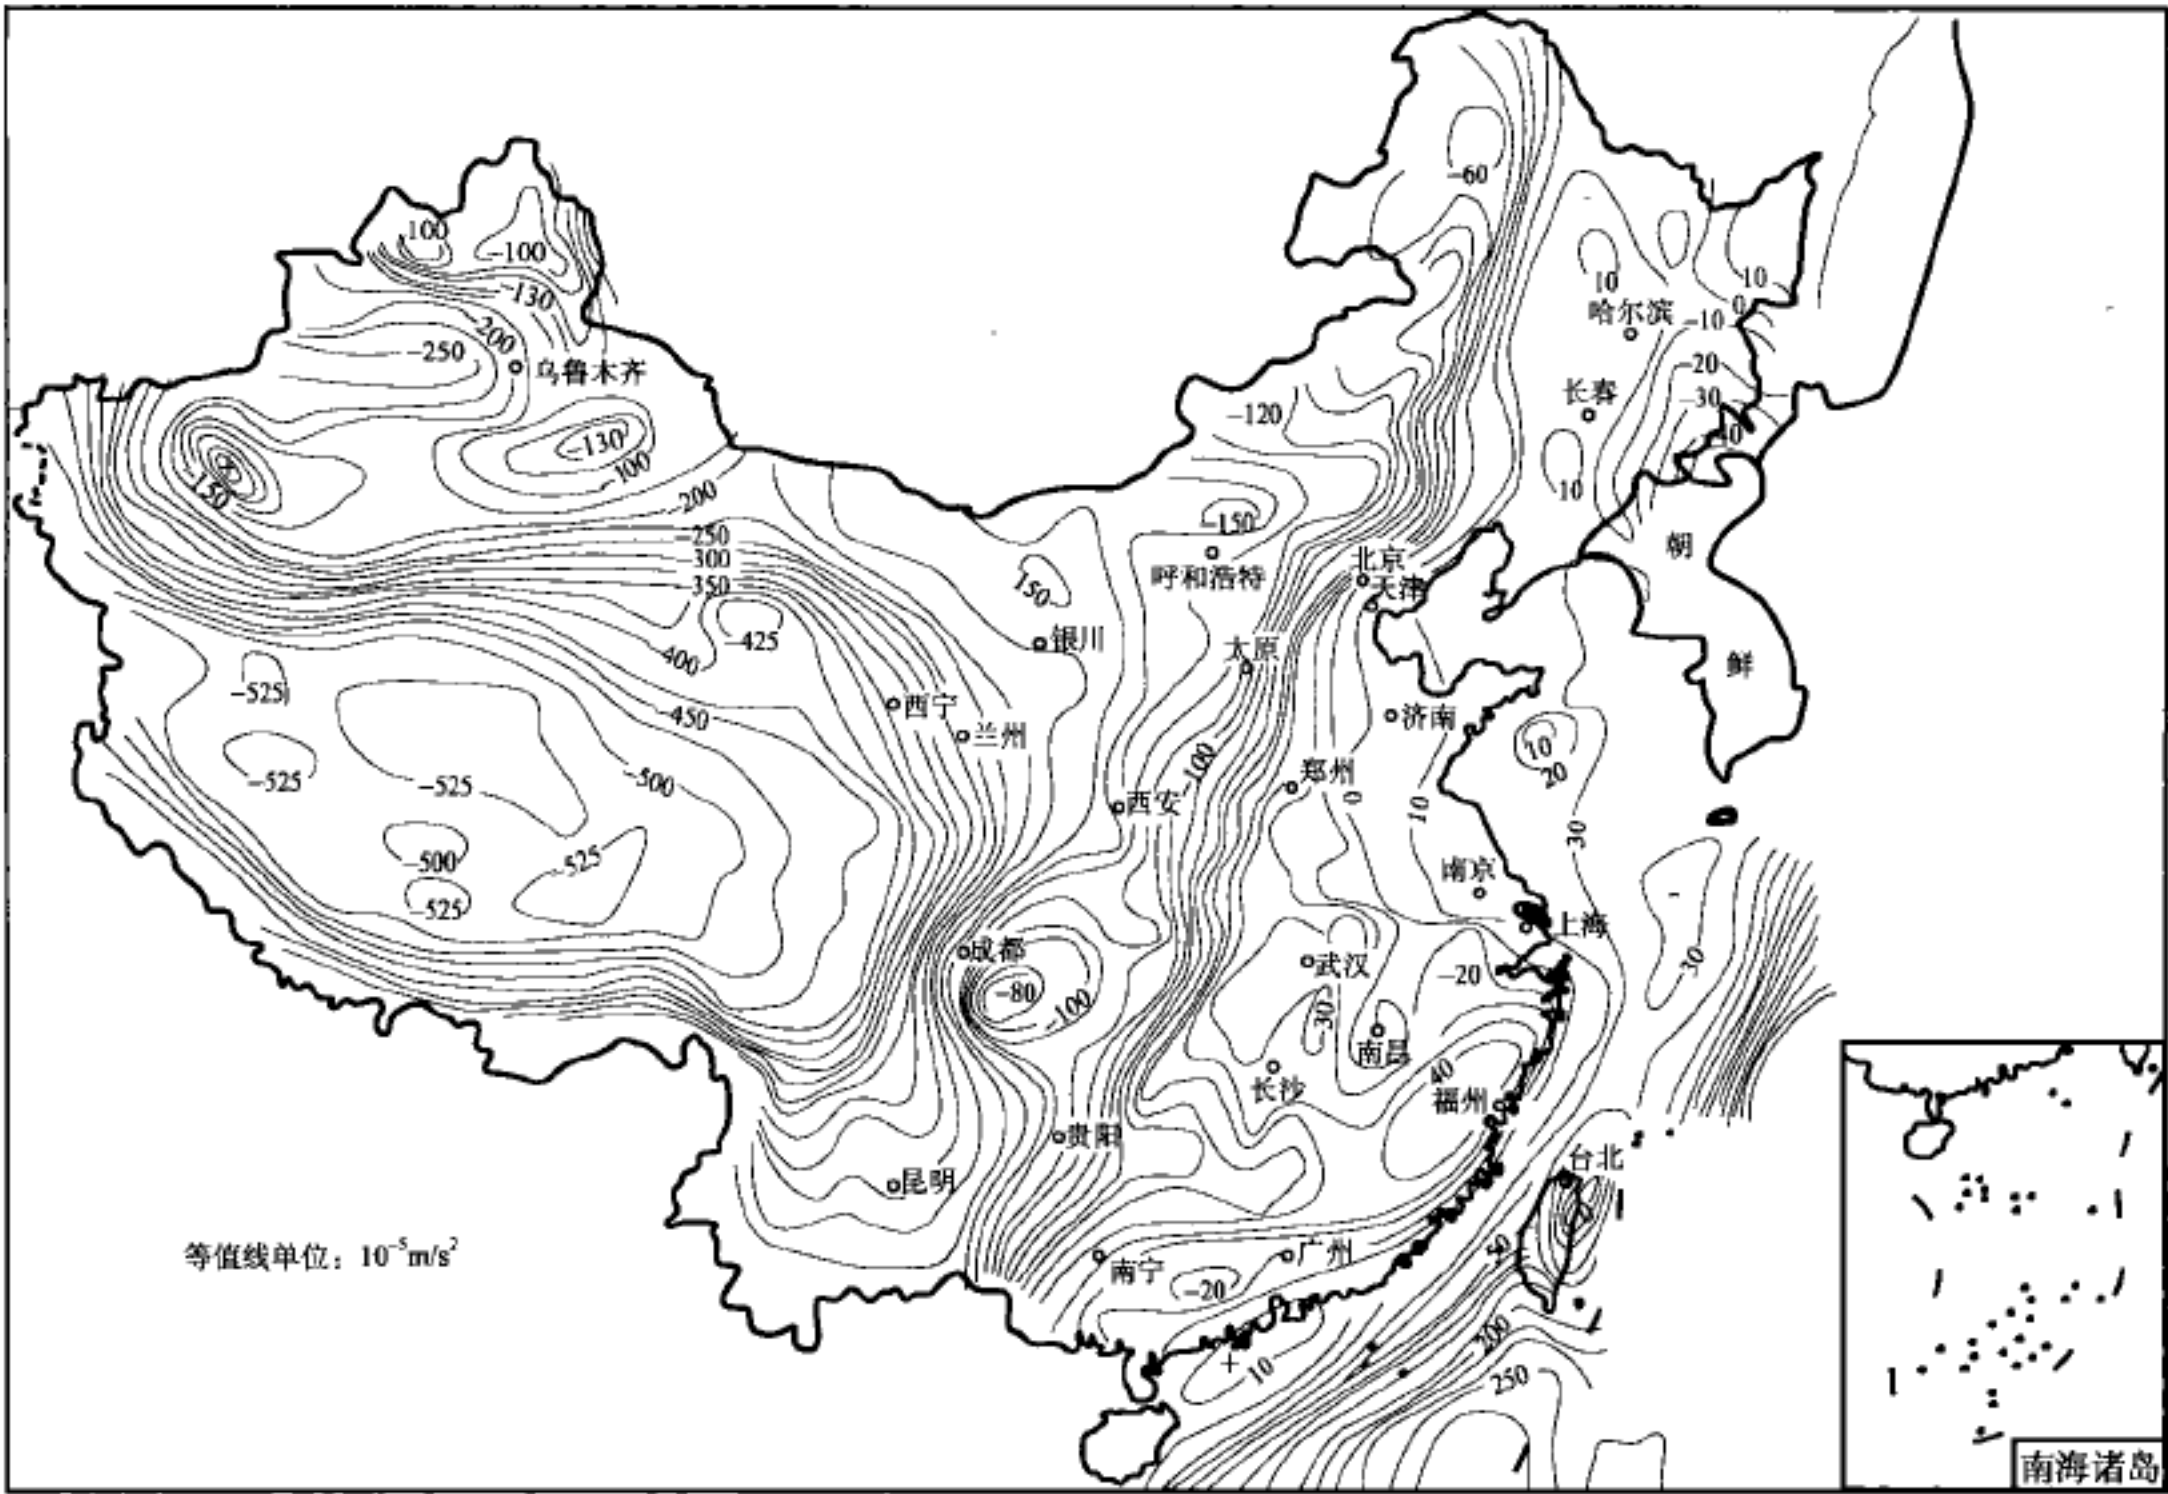 -60
100
-100
-130
10
10
0
哈尔滨
-10
-200
-250
乌鲁木齐
-20
长春
-30
-120
-40
-130
100
-150
10
-200
-250
-300
-350
-150
北京
朝
呼和浩特
天津
150
-425
银川
太原
-400
鲜
-525
西宁
-450
济南
兰州
10
20
-100
郑州
-500
-525
-525
西安
0
10
30
-500
-525
南京
-525
上海
成都
武汉
-20
30
-80
-100
-30
南昌
40
长沙
福州
贵阳
台北
昆明
等值线单位：10⁻⁵m/s²
50
广州
南宁
-20
200
10
250
南海诸岛